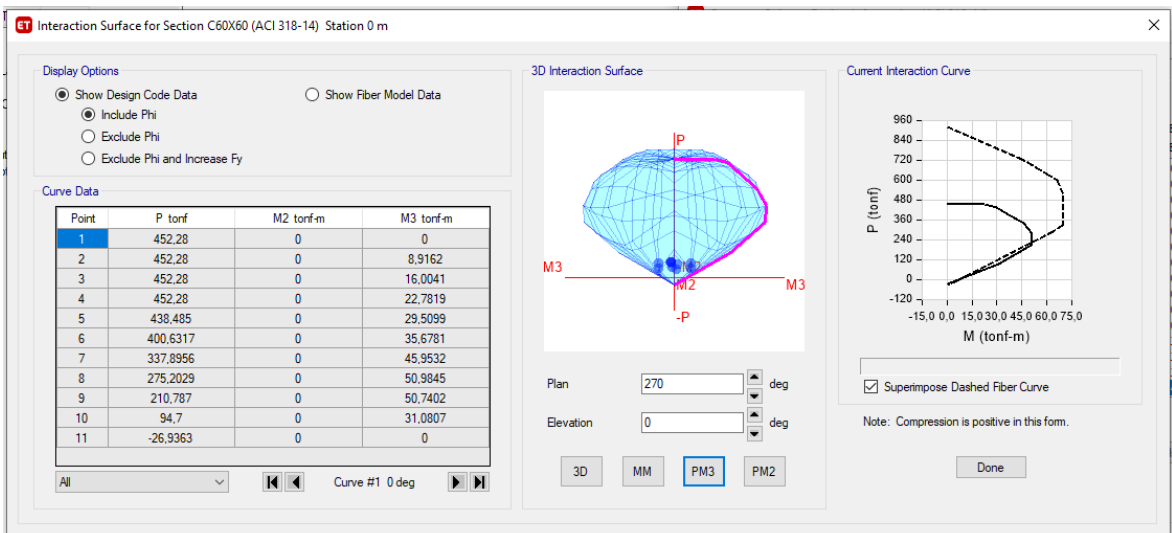 ET Interaction Surface for Section C60X60 (ACI 318-14) Station 0 m
Display Options
Show Design Code Data
Show Fiber Model Data
Include Phi
Exclude Phi
Exclude Phi and Increase Fy
Curve Data
Point P tonf M2 tonf-m M3 tonf-m
1 452,28 0 0
2 452,28 0 8,9162
3 452,28 0 16,0041
4 452,28 0 22,7819
5 438,485 0 29,5099
6 400,6317 0 35,6781
7 337,8956 0 45,9532
8 275,2029 0 50,9845
9 210,787 0 50,7402
10 94,7 0 31,0807
11 -26,9363 0 0
All
Curve #1 0 deg
3D Interaction Surface
P
M3
M2
M3
-P
Plan 270 deg
Elevation 0 deg
3D MM PM3 PM2
Current Interaction Curve
P (tonf)
960
840
720
600
480
360
240
120
0
-120
-15,0 0,0 15,0 30,0 45,0 60,0 75,0
M (tonf-m)
Superimpose Dashed Fiber Curve
Note: Compression is positive in this form.
Done